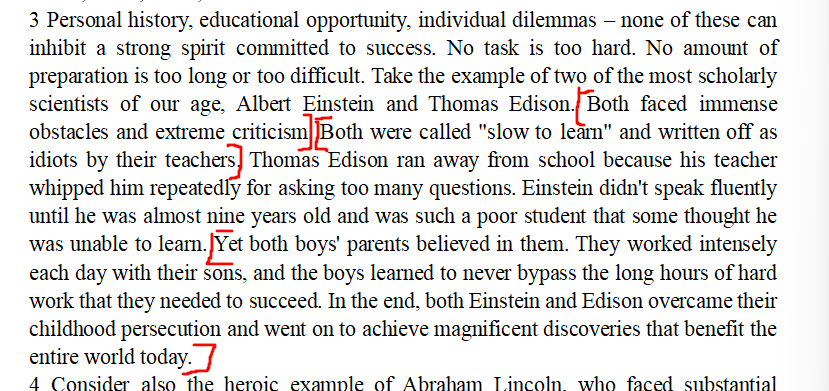 3 Personal history, educational opportunity, individual dilemmas – none of these can
inhibit a strong spirit committed to success. No task is too hard. No amount of
preparation is too long or too difficult. Take the example of two of the most scholarly
scientists of our age, Albert Einstein and Thomas Edison. Both faced immense
obstacles and extreme criticism. Both were called "slow to learn" and written off as
idiots by their teachers. Thomas Edison ran away from school because his teacher
whipped him repeatedly for asking too many questions. Einstein didn't speak fluently
until he was almost nine years old and was such a poor student that some thought he
was unable to learn. Yet both boys' parents believed in them. They worked intensely
each day with their sons, and the boys learned to never bypass the long hours of hard
work that they needed to succeed. In the end, both Einstein and Edison overcame their
childhood persecution and went on to achieve magnificent discoveries that benefit the
entire world today.
4 Consider also the heroic example of Abraham Lincoln, who faced substantial